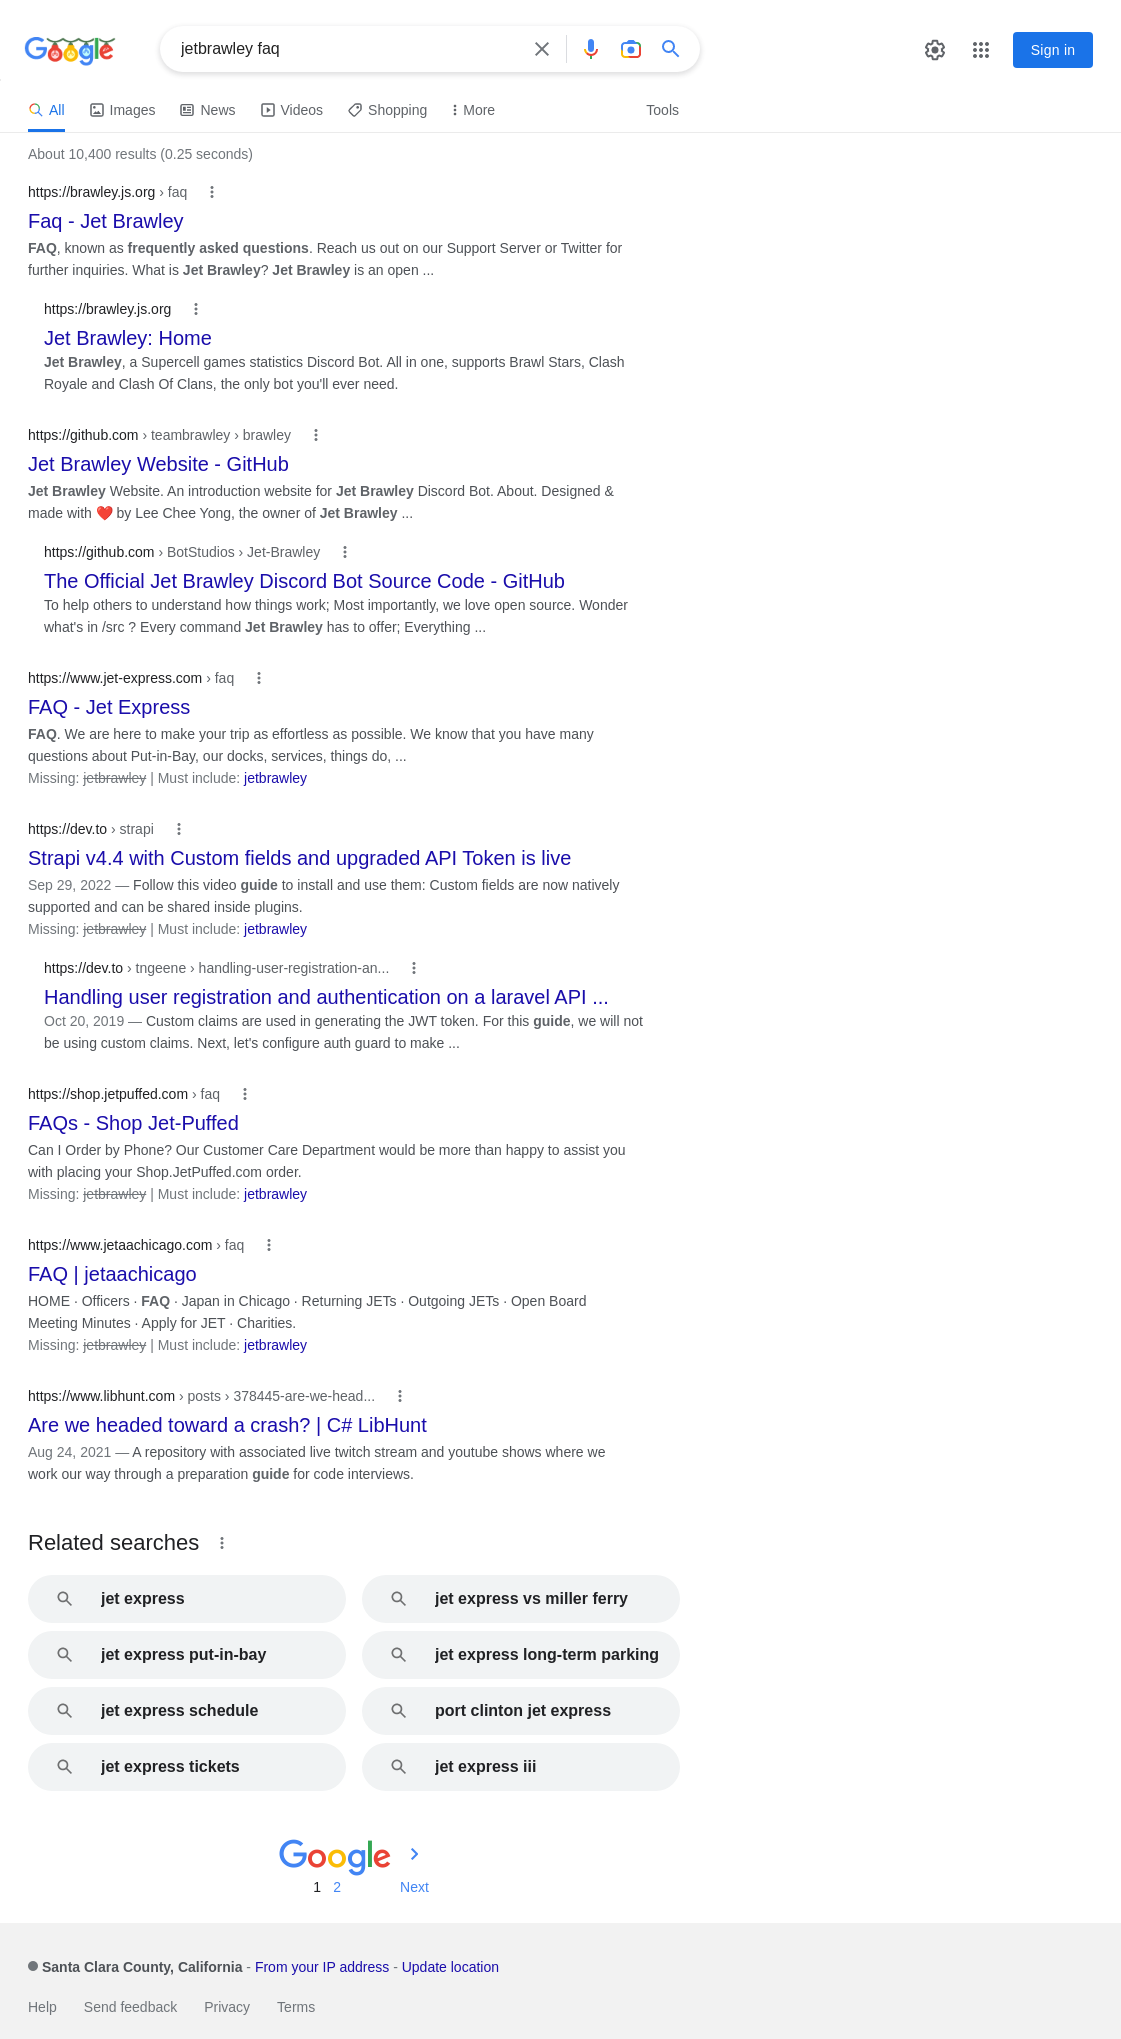 Google
jetbrawley faq
Sign in
All Images News Videos Shopping More Tools
About 10,400 results (0.25 seconds)
https://brawley.js.org › faq
Faq - Jet Brawley
FAQ, known as frequently asked questions. Reach us out on our Support Server or Twitter for
further inquiries. What is Jet Brawley? Jet Brawley is an open ...
https://brawley.js.org
Jet Brawley: Home
Jet Brawley, a Supercell games statistics Discord Bot. All in one, supports Brawl Stars, Clash
Royale and Clash Of Clans, the only bot you'll ever need.
https://github.com › teambrawley › brawley
Jet Brawley Website - GitHub
Jet Brawley Website. An introduction website for Jet Brawley Discord Bot. About. Designed &
made with ❤️ by Lee Chee Yong, the owner of Jet Brawley ...
https://github.com › BotStudios › Jet-Brawley
The Official Jet Brawley Discord Bot Source Code - GitHub
To help others to understand how things work; Most importantly, we love open source. Wonder
what's in /src ? Every command Jet Brawley has to offer; Everything ...
https://www.jet-express.com › faq
FAQ - Jet Express
FAQ. We are here to make your trip as effortless as possible. We know that you have many
questions about Put-in-Bay, our docks, services, things do, ...
Missing: jetbrawley | Must include: jetbrawley
https://dev.to › strapi
Strapi v4.4 with Custom fields and upgraded API Token is live
Sep 29, 2022 — Follow this video guide to install and use them: Custom fields are now natively
supported and can be shared inside plugins.
Missing: jetbrawley | Must include: jetbrawley
https://dev.to › tngeene › handling-user-registration-an...
Handling user registration and authentication on a laravel API ...
Oct 20, 2019 — Custom claims are used in generating the JWT token. For this guide, we will not
be using custom claims. Next, let's configure auth guard to make ...
https://shop.jetpuffed.com › faq
FAQs - Shop Jet-Puffed
Can I Order by Phone? Our Customer Care Department would be more than happy to assist you
with placing your Shop.JetPuffed.com order.
Missing: jetbrawley | Must include: jetbrawley
https://www.jetaachicago.com › faq
FAQ | jetaachicago
HOME · Officers · FAQ · Japan in Chicago · Returning JETs · Outgoing JETs · Open Board
Meeting Minutes · Apply for JET · Charities.
Missing: jetbrawley | Must include: jetbrawley
https://www.libhunt.com › posts › 378445-are-we-head...
Are we headed toward a crash? | C# LibHunt
Aug 24, 2021 — A repository with associated live twitch stream and youtube shows where we
work our way through a preparation guide for code interviews.
Related searches
jet express
jet express vs miller ferry
jet express put-in-bay
jet express long-term parking
jet express schedule
port clinton jet express
jet express tickets
jet express iii
Google
1 2 Next
Santa Clara County, California - From your IP address - Update location
Help Send feedback Privacy Terms